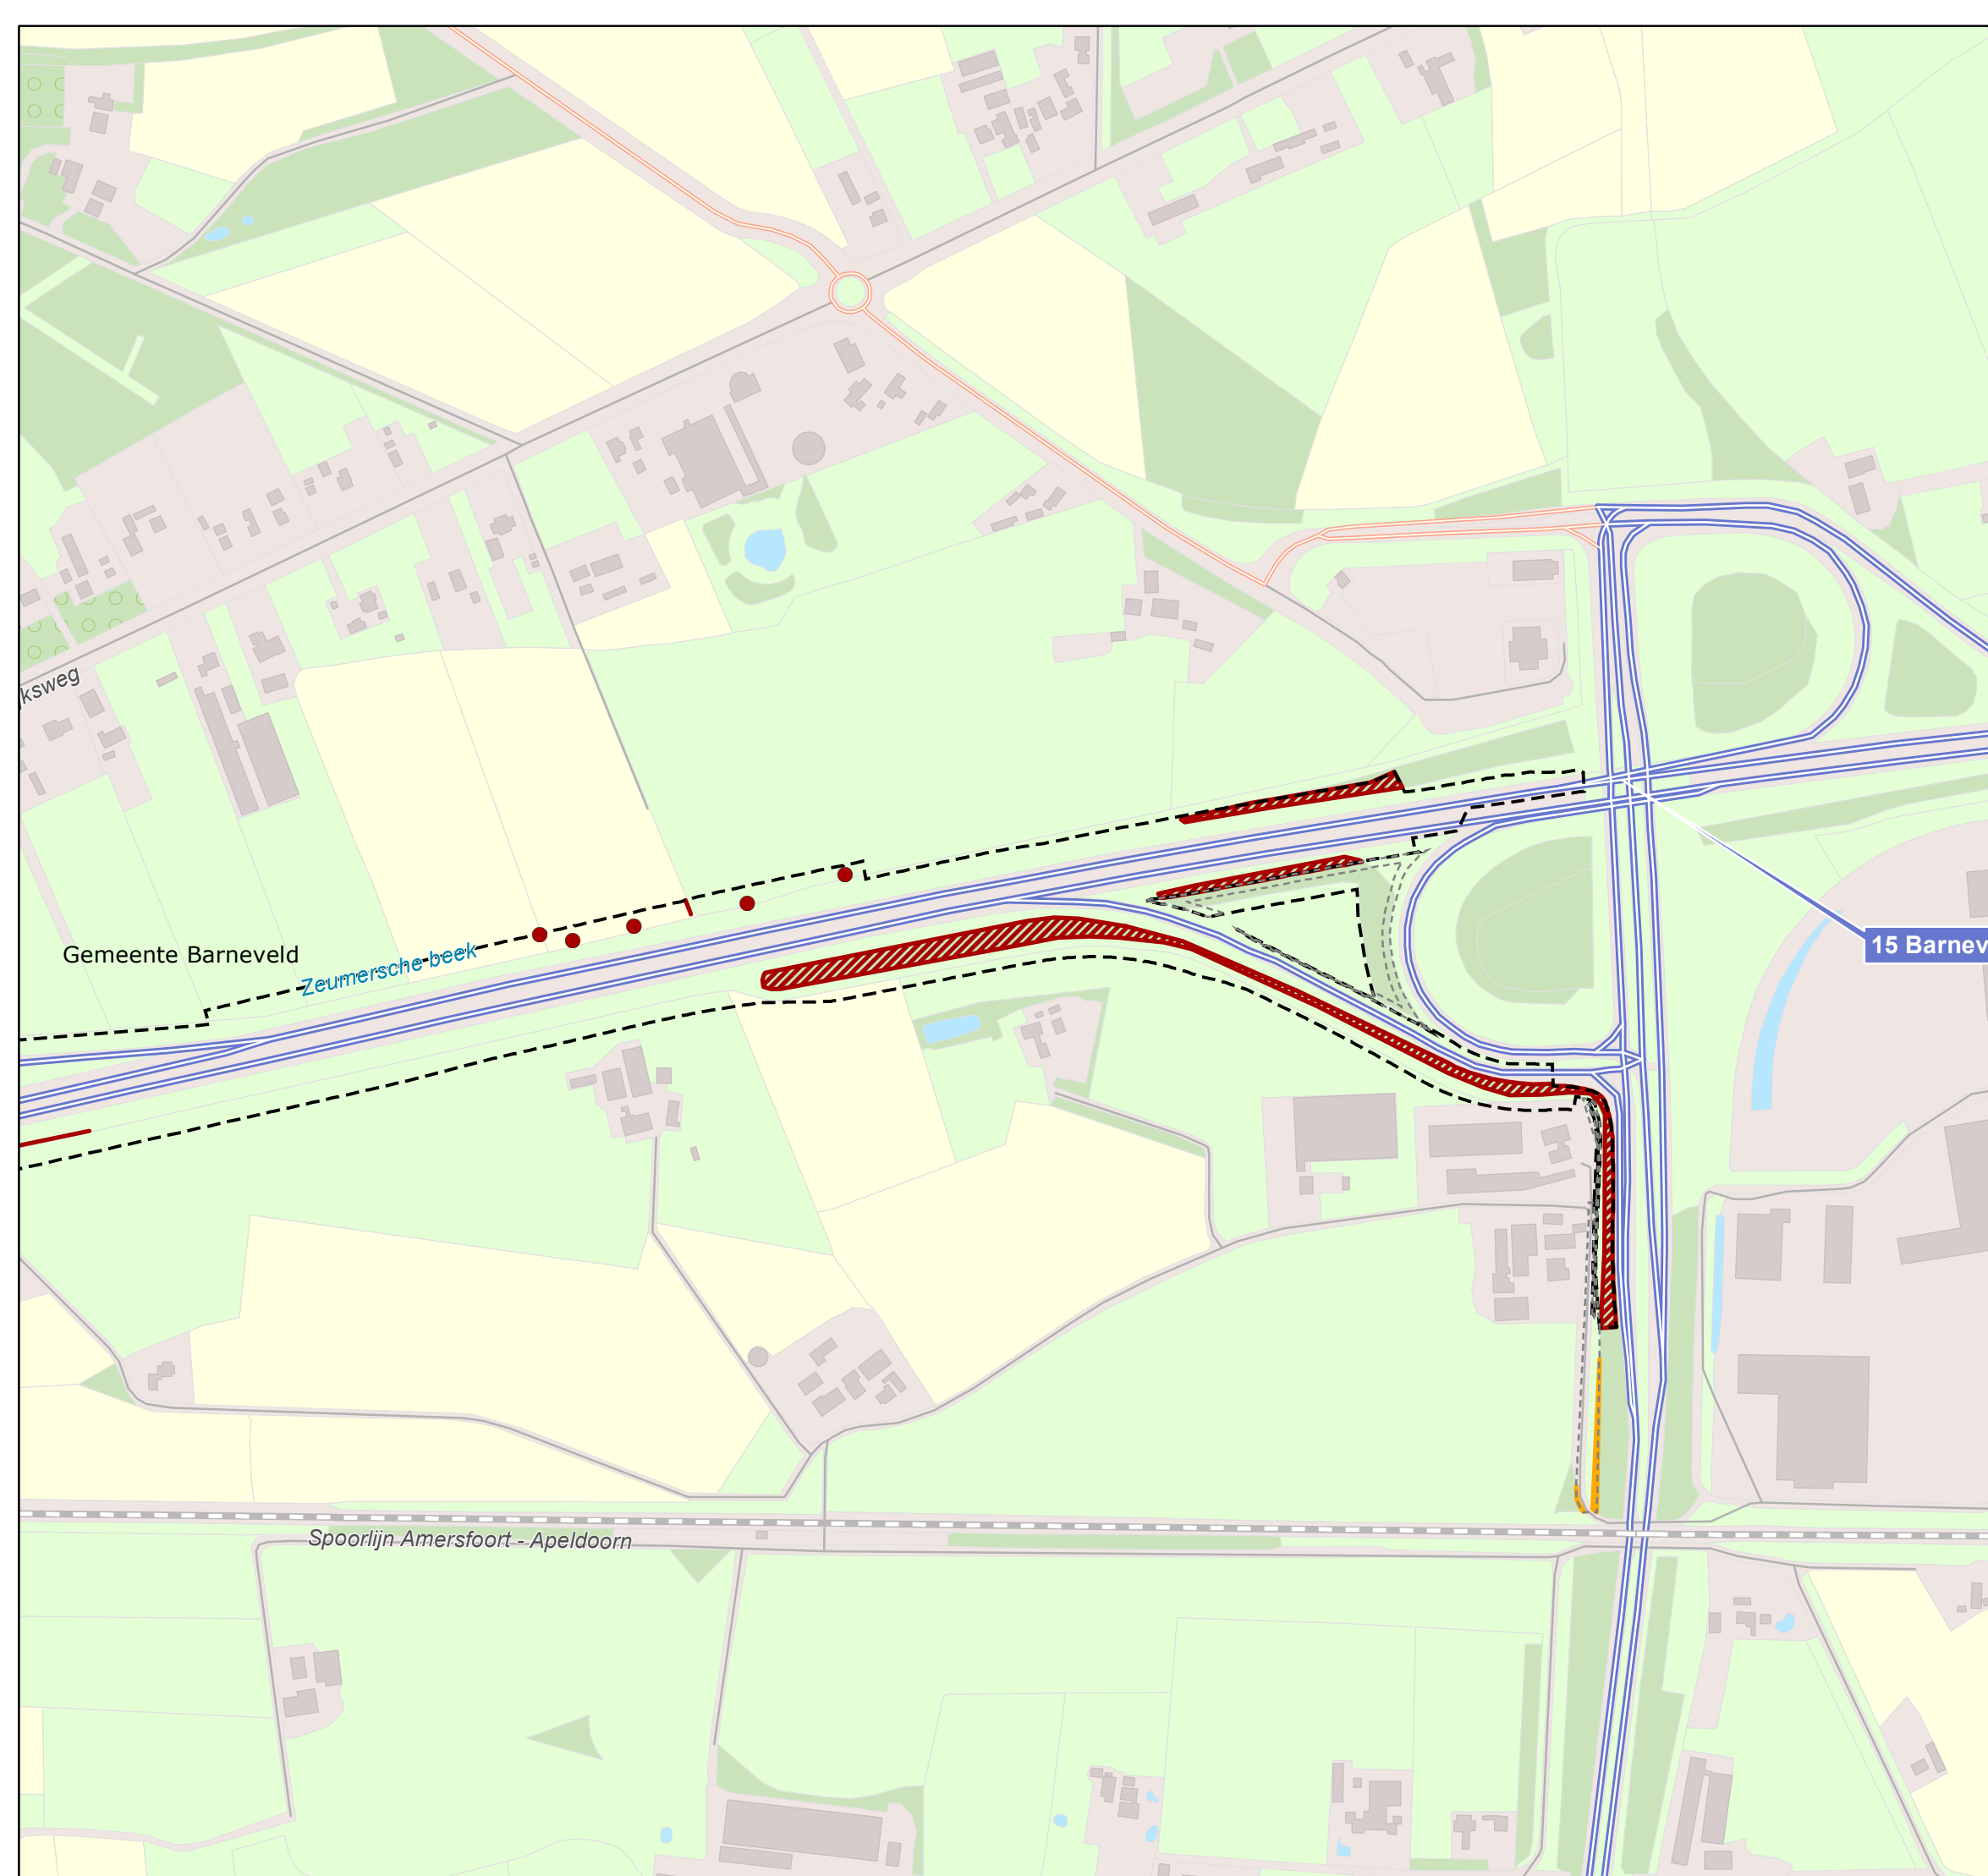 ksweg
15 Barnev
Gemeente Barneveld
Zeumersche beek
Spoorlijn Amersfoort - Apeldoorn